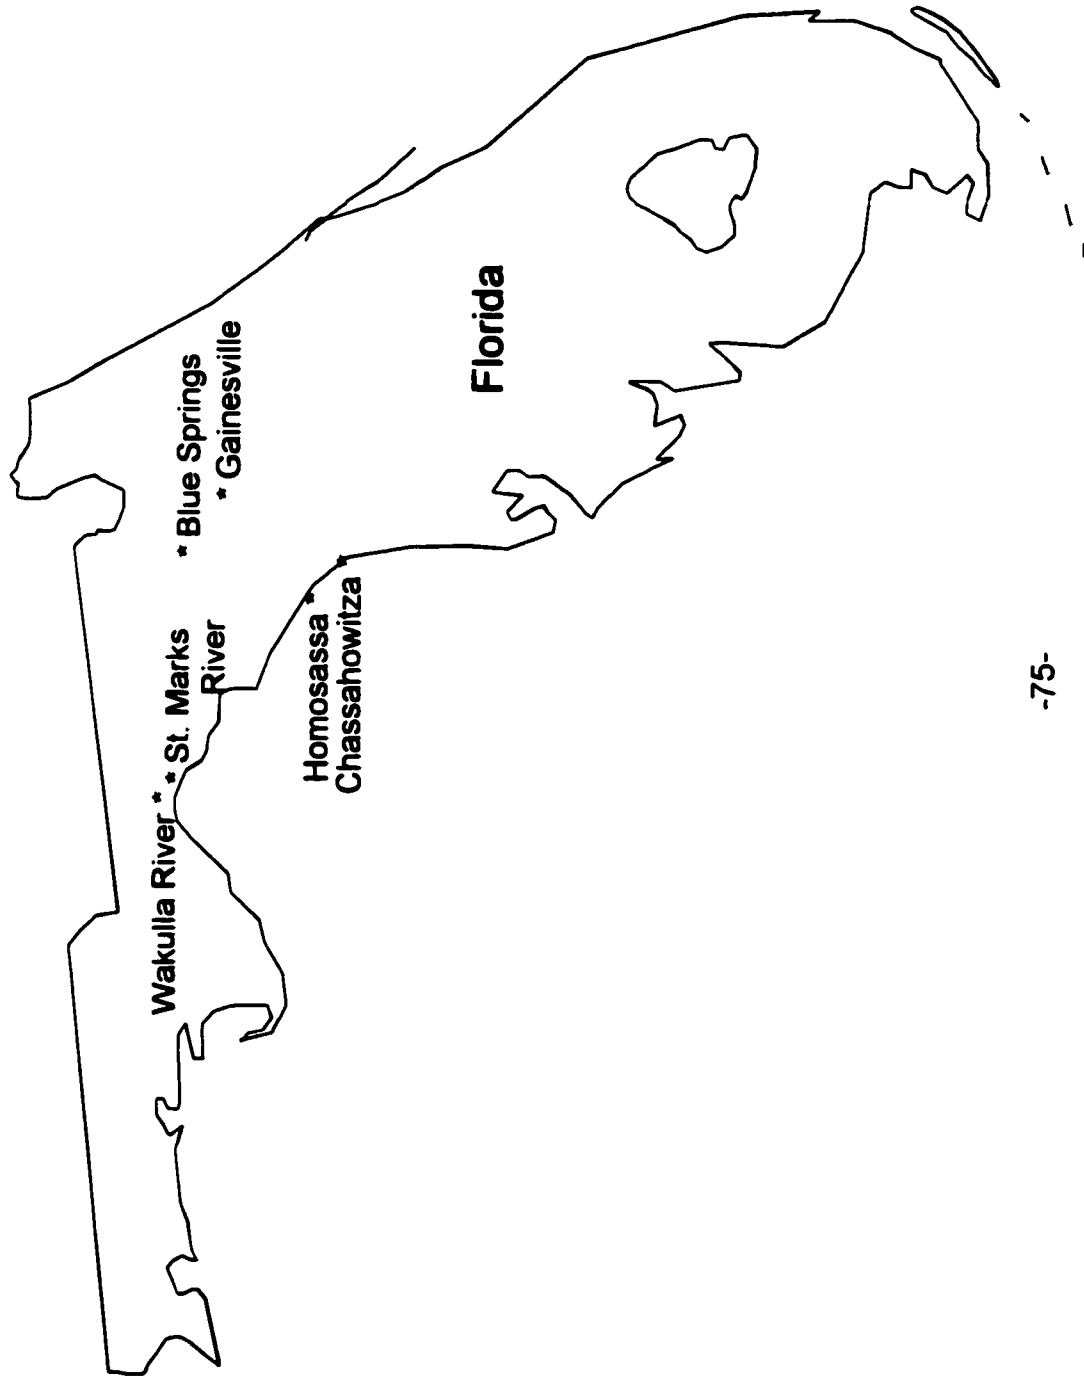 Wakulla River * * St. Marks
River
* Blue Springs
* Gainesville
Homosassa *
Chassahowitza *
Florida
-75-